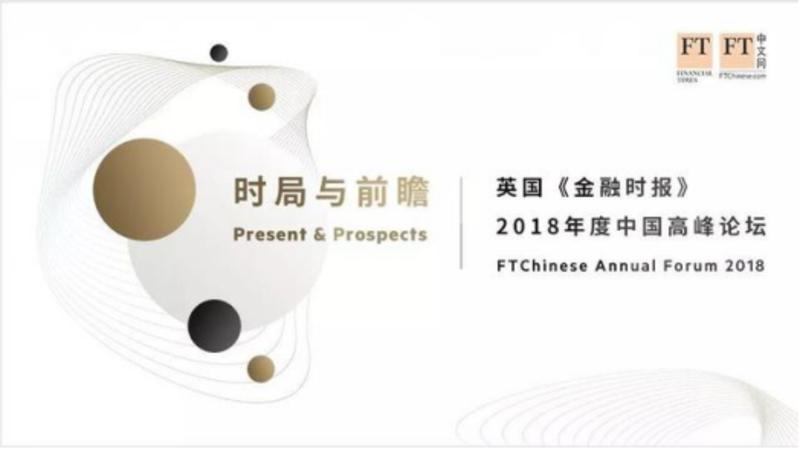 FT FT 中文网
FINANCIAL TIMES FTChinese.com
时局与前瞻
Present & Prospects
英国《金融时报》
2018年度中国高峰论坛
FTChinese Annual Forum 2018